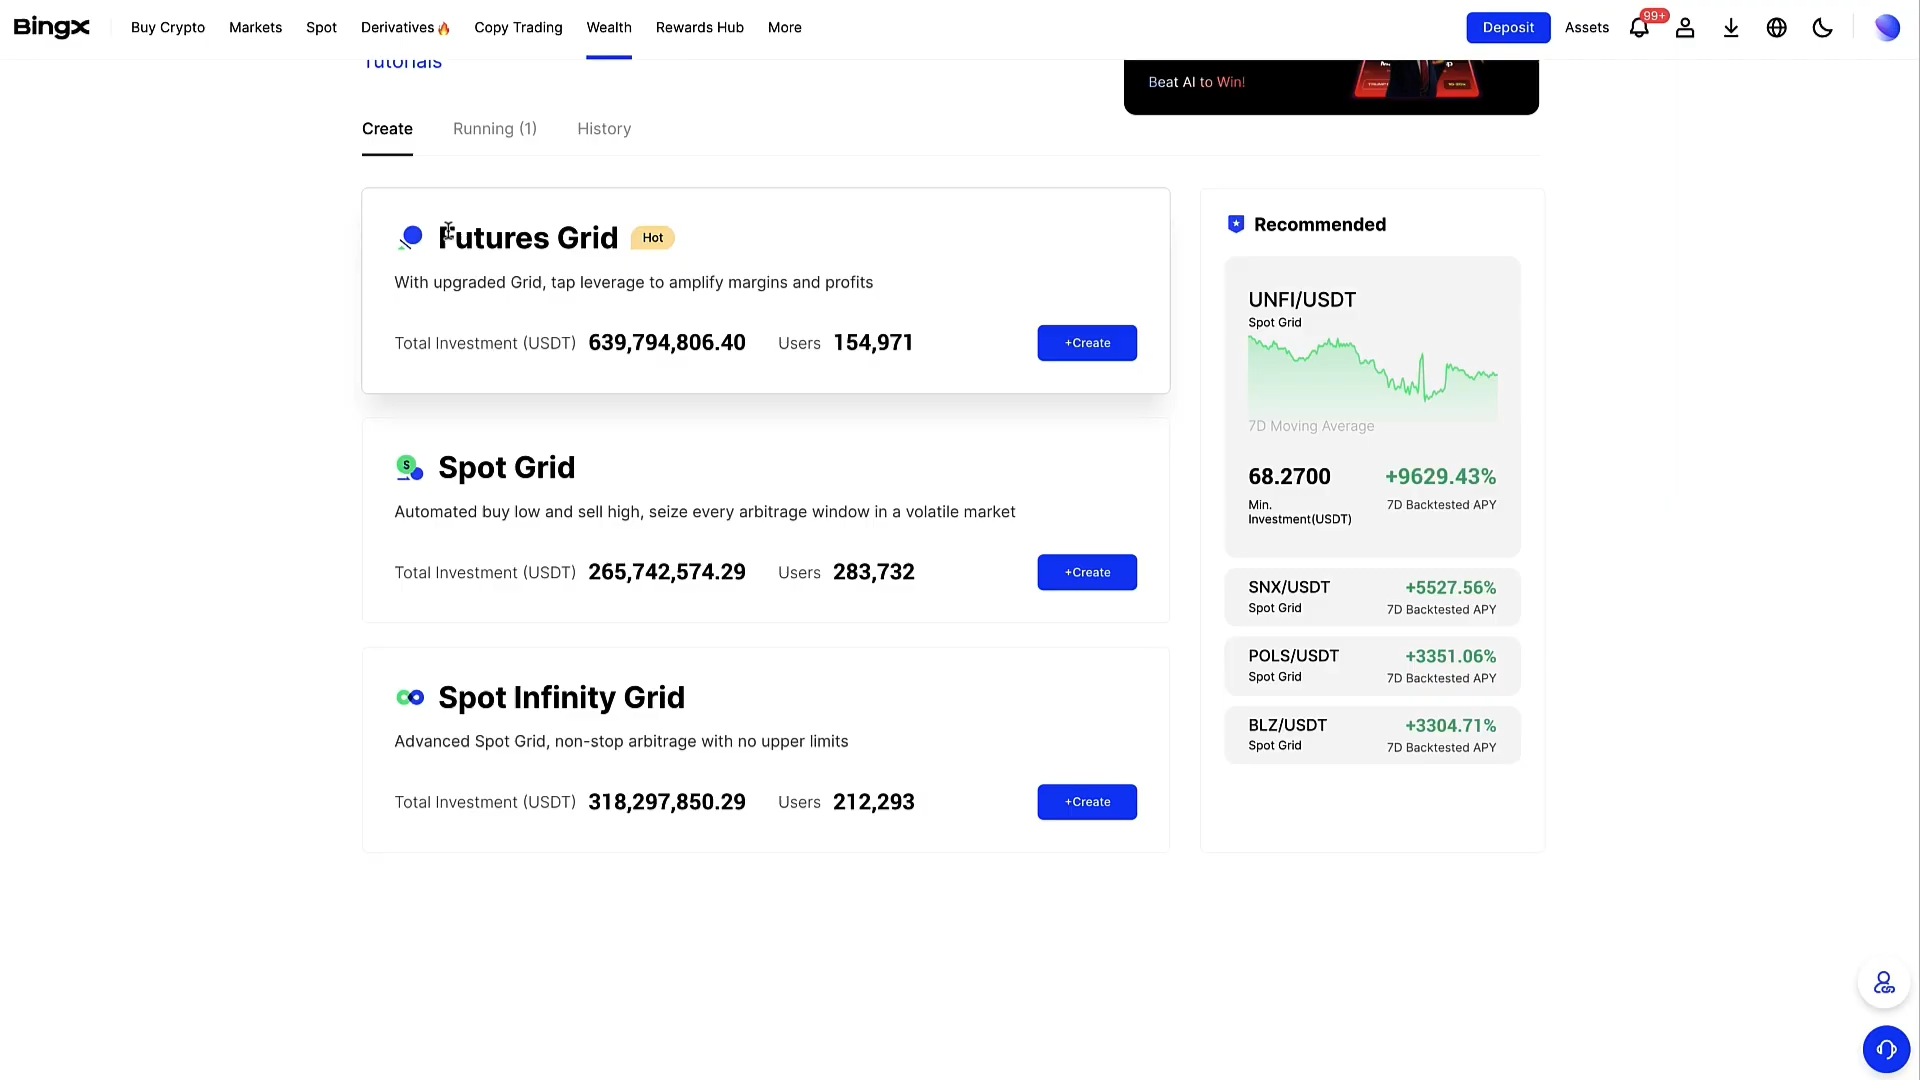 BingX
Buy Crypto
Markets
Spot
Derivatives
Copy Trading
Wealth
Rewards Hub
More
Deposit
Assets
99+
Tutorials
Beat AI to Win!
Create
Running (1)
History
Futures Grid
Hot
With upgraded Grid, tap leverage to amplify margins and profits
Total Investment (USDT) 639,794,806.40 Users 154,971
+Create
Spot Grid
Automated buy low and sell high, seize every arbitrage window in a volatile market
Total Investment (USDT) 265,742,574.29 Users 283,732
+Create
Spot Infinity Grid
Advanced Spot Grid, non-stop arbitrage with no upper limits
Total Investment (USDT) 318,297,850.29 Users 212,293
+Create
Recommended
UNFI/USDT
Spot Grid
7D Moving Average
68.2700 +9629.43%
Min.
Investment(USDT)
7D Backtested APY
SNX/USDT +5527.56%
Spot Grid 7D Backtested APY
POLS/USDT +3351.06%
Spot Grid 7D Backtested APY
BLZ/USDT +3304.71%
Spot Grid 7D Backtested APY